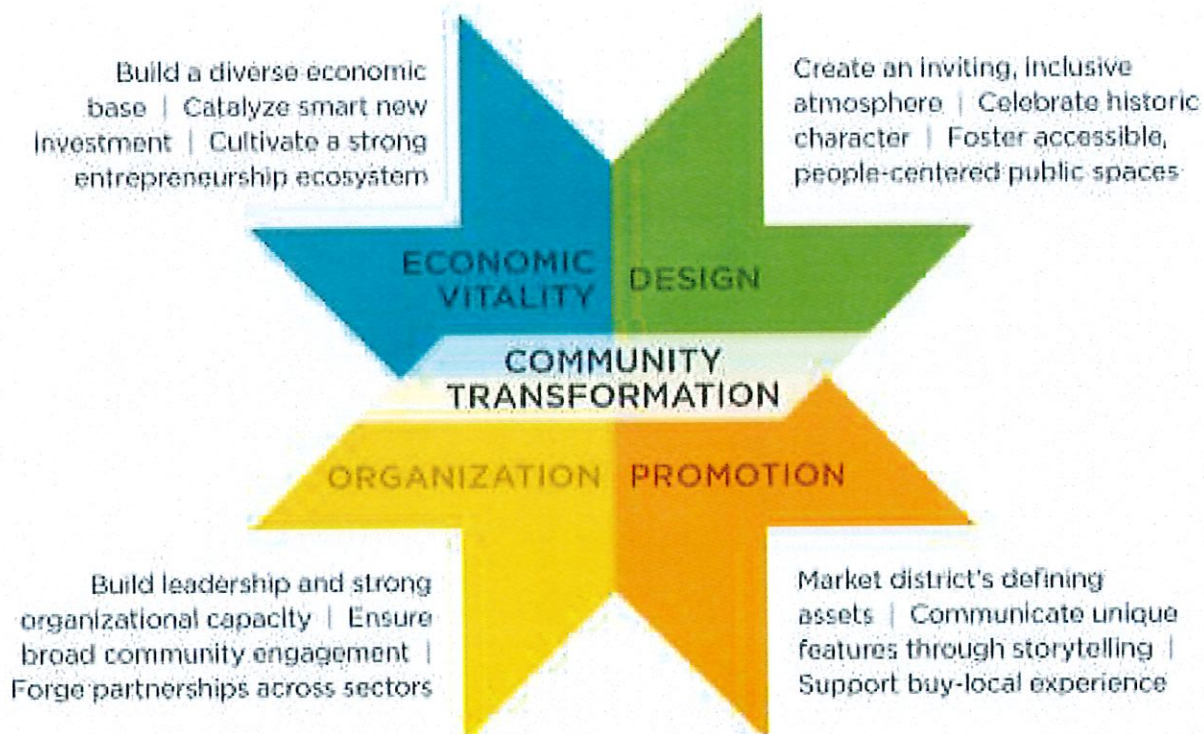 Build a diverse economic
base | Catalyze smart new
investment | Cultivate a strong
entrepreneurship ecosystem
Create an inviting, inclusive
atmosphere | Celebrate historic
character | Foster accessible,
people-centered public spaces
ECONOMIC
VITALITY
DESIGN
COMMUNITY
TRANSFORMATION
ORGANIZATION
PROMOTION
Build leadership and strong
organizational capacity | Ensure
broad community engagement |
Forge partnerships across sectors
Market district's defining
assets | Communicate unique
features through storytelling |
Support buy-local experience